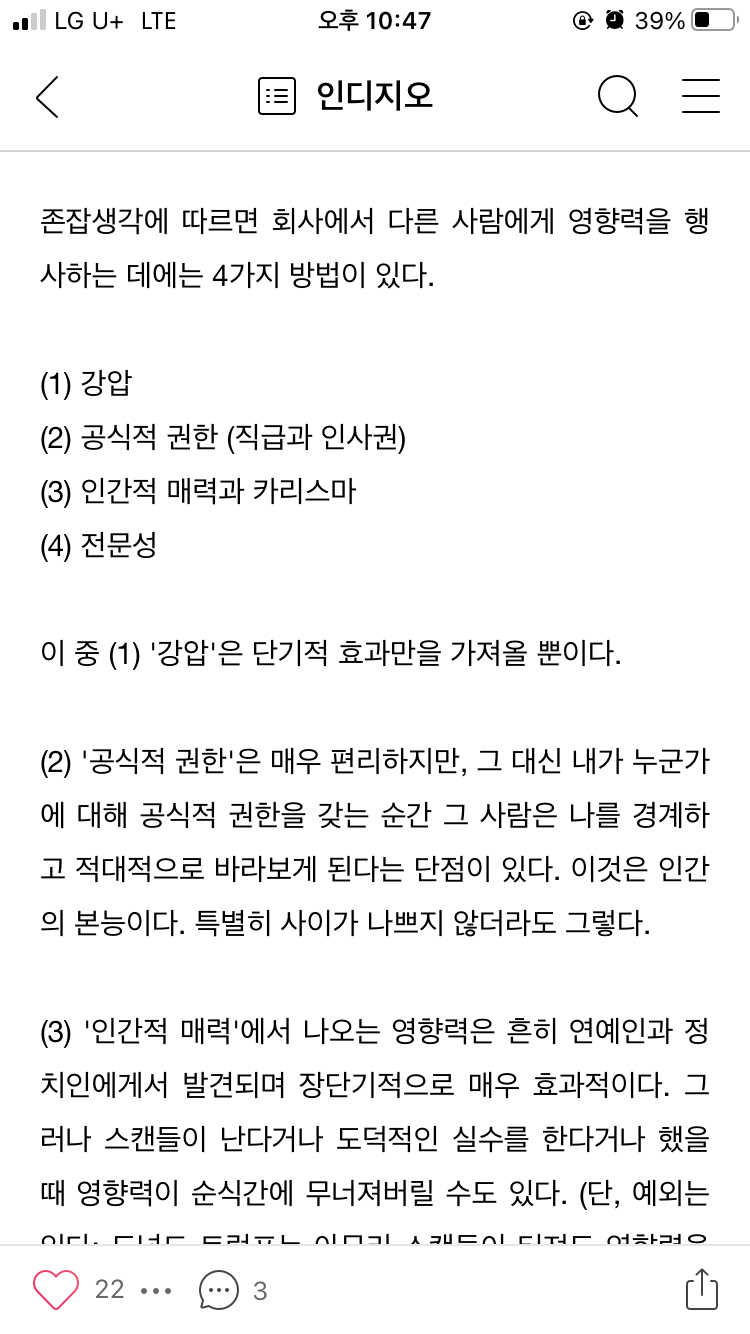 LG U+ LTE 오후 10:47 39%
인디지오
존잡생각에 따르면 회사에서 다른 사람에게 영향력을 행
사하는 데에는 4가지 방법이 있다.
(1) 강압
(2) 공식적 권한 (직급과 인사권)
(3) 인간적 매력과 카리스마
(4) 전문성
이 중 (1) '강압'은 단기적 효과만을 가져올 뿐이다.
(2) '공식적 권한'은 매우 편리하지만, 그 대신 내가 누군가
에 대해 공식적 권한을 갖는 순간 그 사람은 나를 경계하
고 적대적으로 바라보게 된다는 단점이 있다. 이것은 인간
의 본능이다. 특별히 사이가 나쁘지 않더라도 그렇다.
(3) '인간적 매력'에서 나오는 영향력은 흔히 연예인과 정
치인에게서 발견되며 장단기적으로 매우 효과적이다. 그
러나 스캔들이 난다거나 도덕적인 실수를 한다거나 했을
때 영향력이 순식간에 무너져버릴 수도 있다. (단, 예외는
22 3